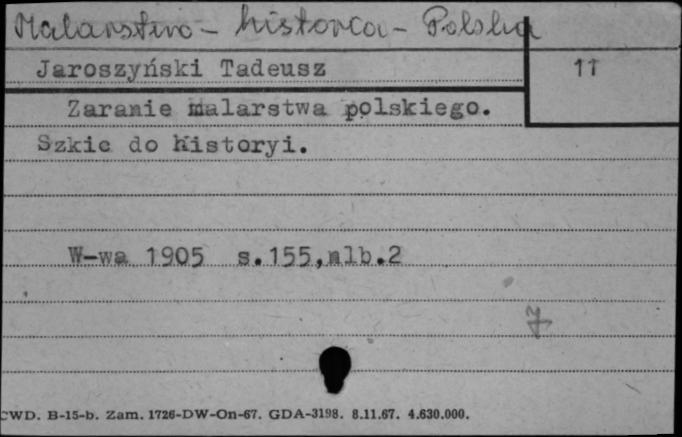 Malarstwo - historia - Polska
Jaroszyński Tadeusz 11
Zaranie malarstwa polskiego.
Szkic do historyi.
W-wa 1905 s.155,nlb.2
7
CWD. B-15-b. Zam. 1726-DW-On-67. GDA-3198. 8.11.67. 4.630.000.